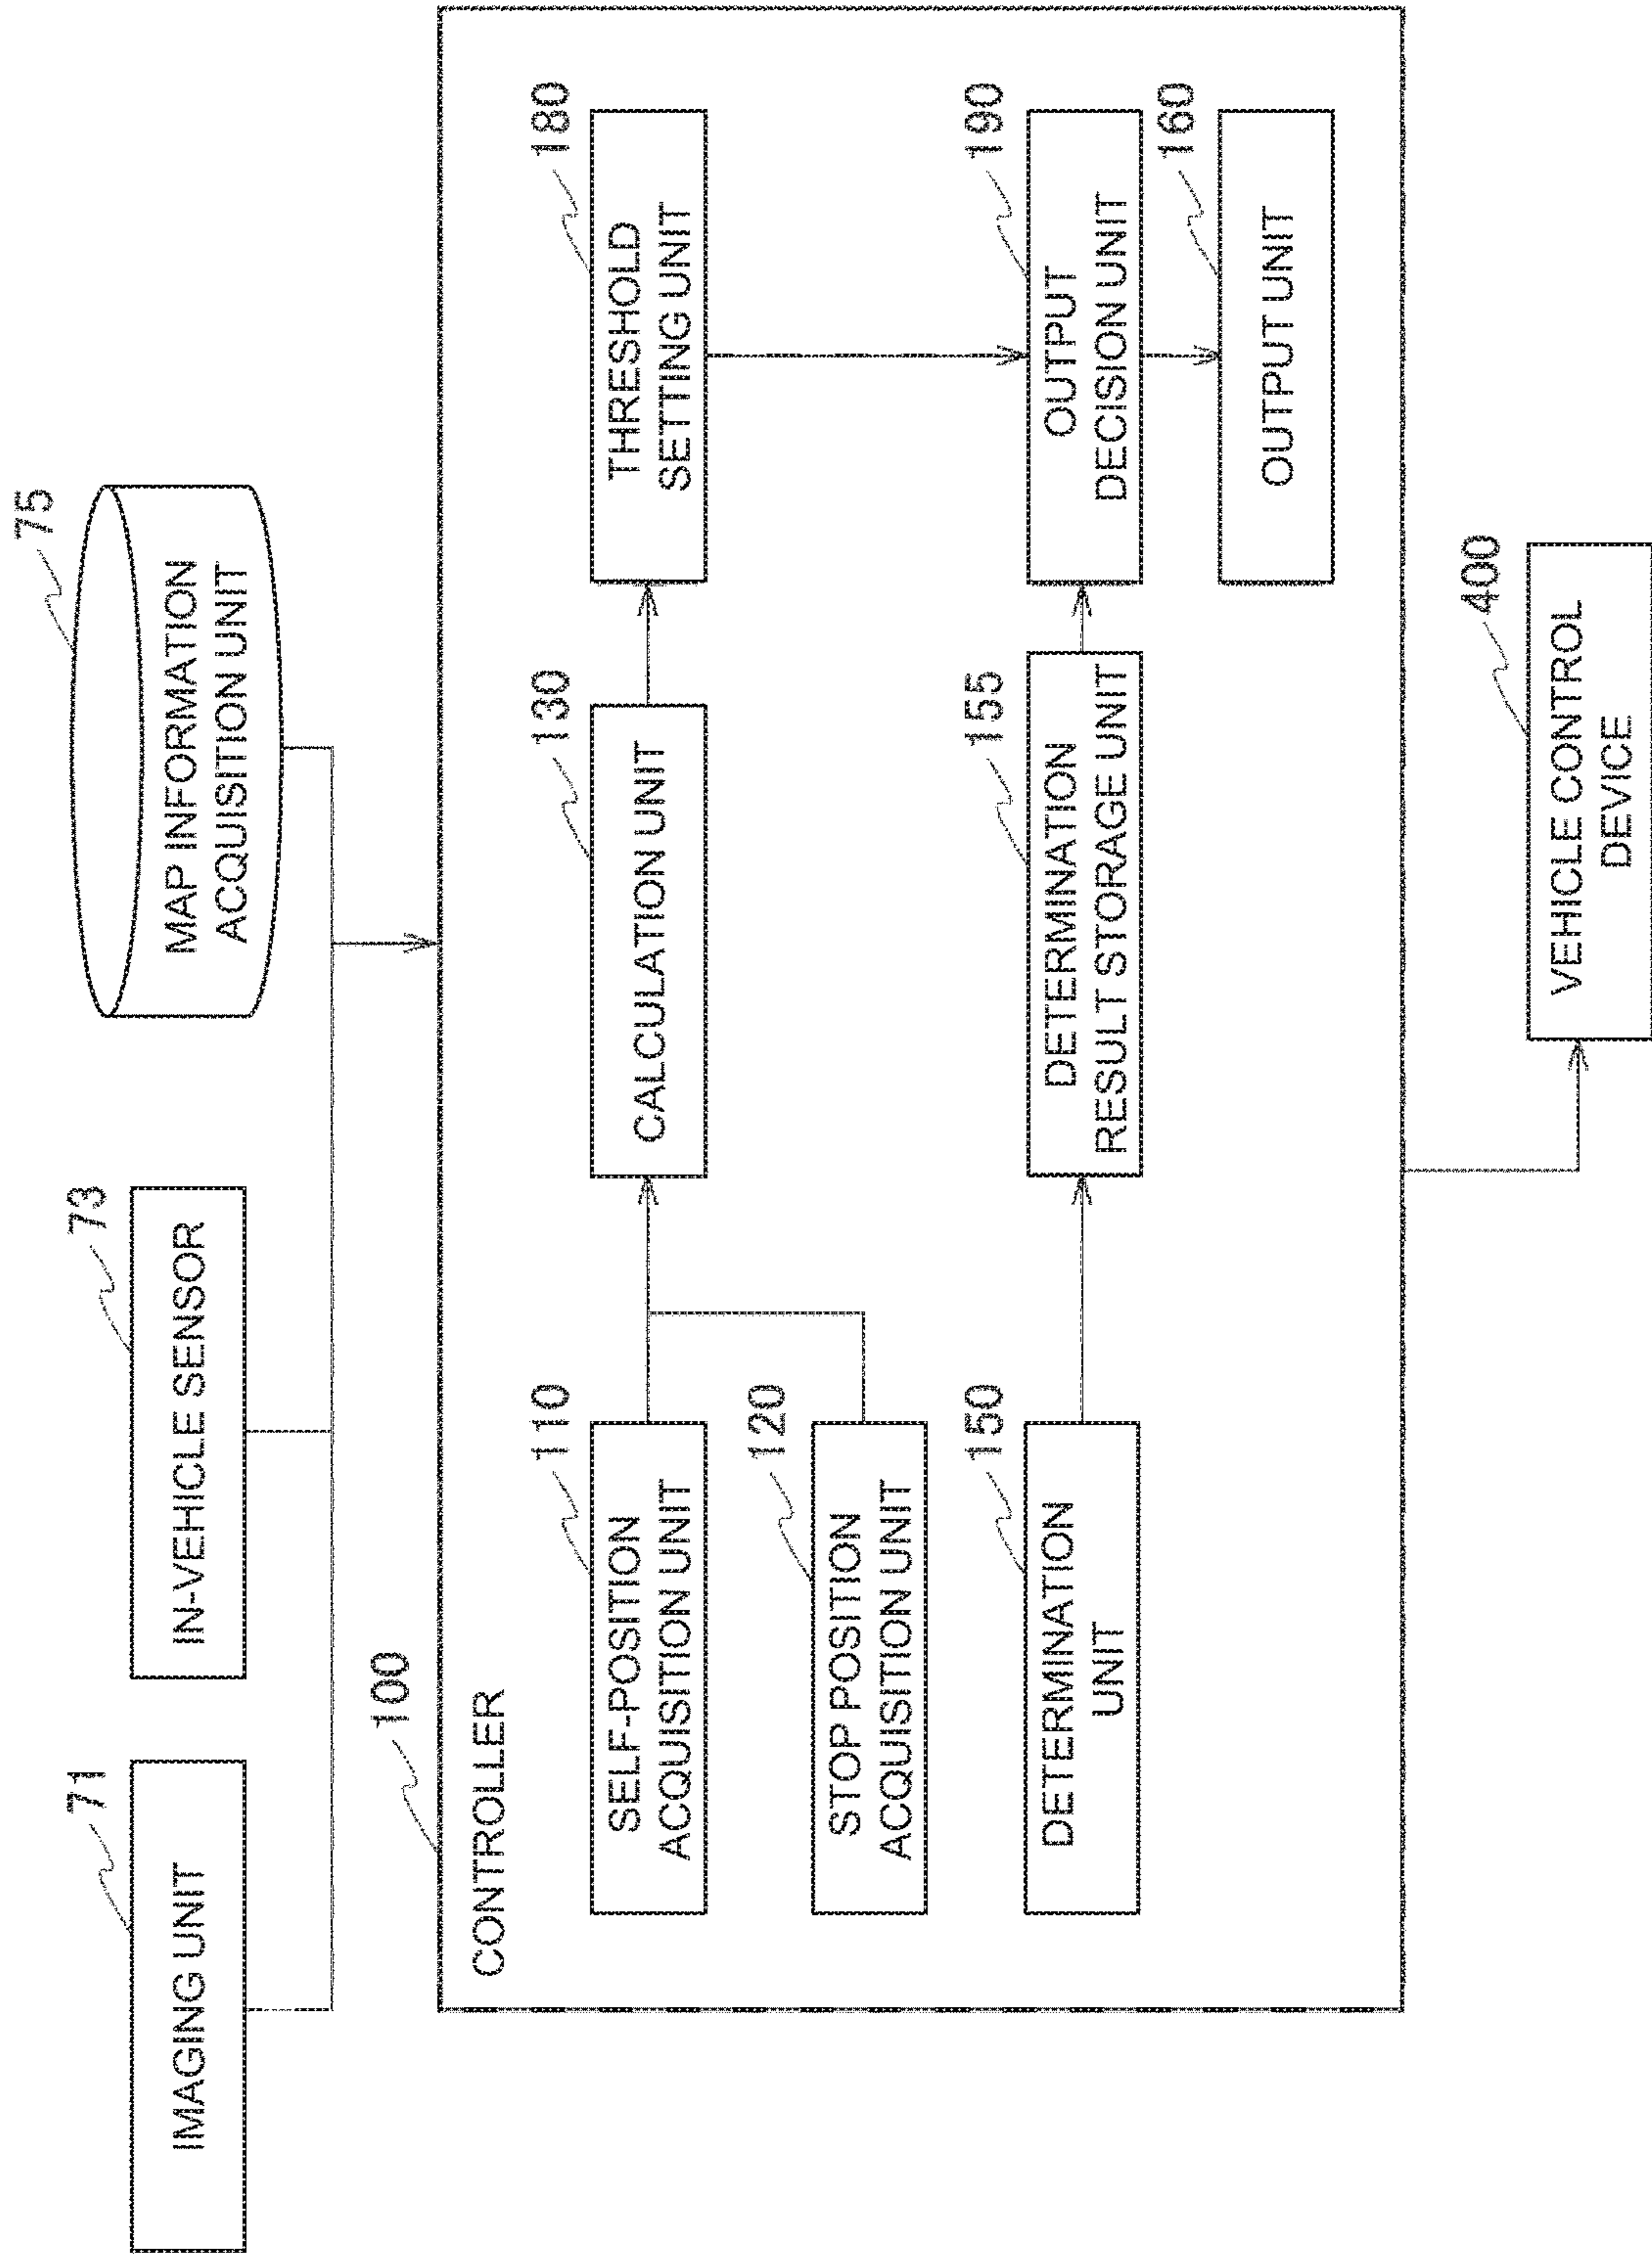 71
IMAGING UNIT
73
IN-VEHICLE SENSOR
75
MAP INFORMATION
ACQUISITION UNIT
100
CONTROLLER
110
SELF-POSITION
ACQUISITION UNIT
130
CALCULATION UNIT
180
THRESHOLD
SETTING UNIT
120
STOP POSITION
ACQUISITION UNIT
150
DETERMINATION
UNIT
155
DETERMINATION
RESULT STORAGE UNIT
190
OUTPUT
DECISION UNIT
160
OUTPUT UNIT
400
VEHICLE CONTROL
DEVICE